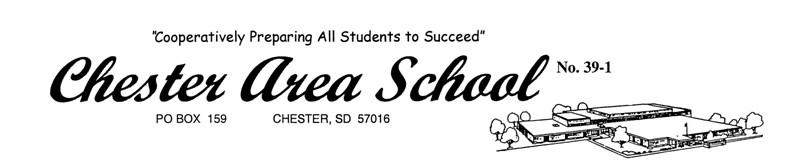 "Cooperatively Preparing All Students to Succeed"
Chester Area School No. 39-1
PO BOX 159 CHESTER, SD 57016